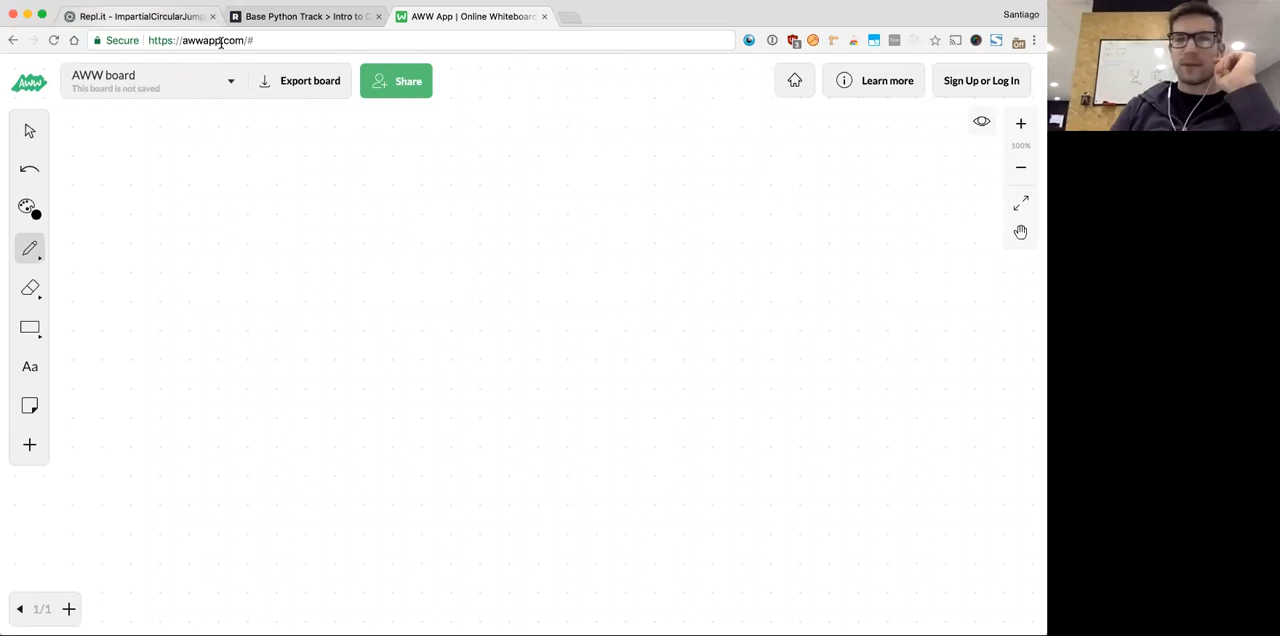 Repl.it - ImpartialCircularJump
Base Python Track > Intro to C
AWW App | Online Whiteboard
Santiago
Secure
https://awwapp.com/#
AWW
AWW board
This board is not saved
Export board
Share
Learn more
Sign Up or Log In
100%
Aa
1/1